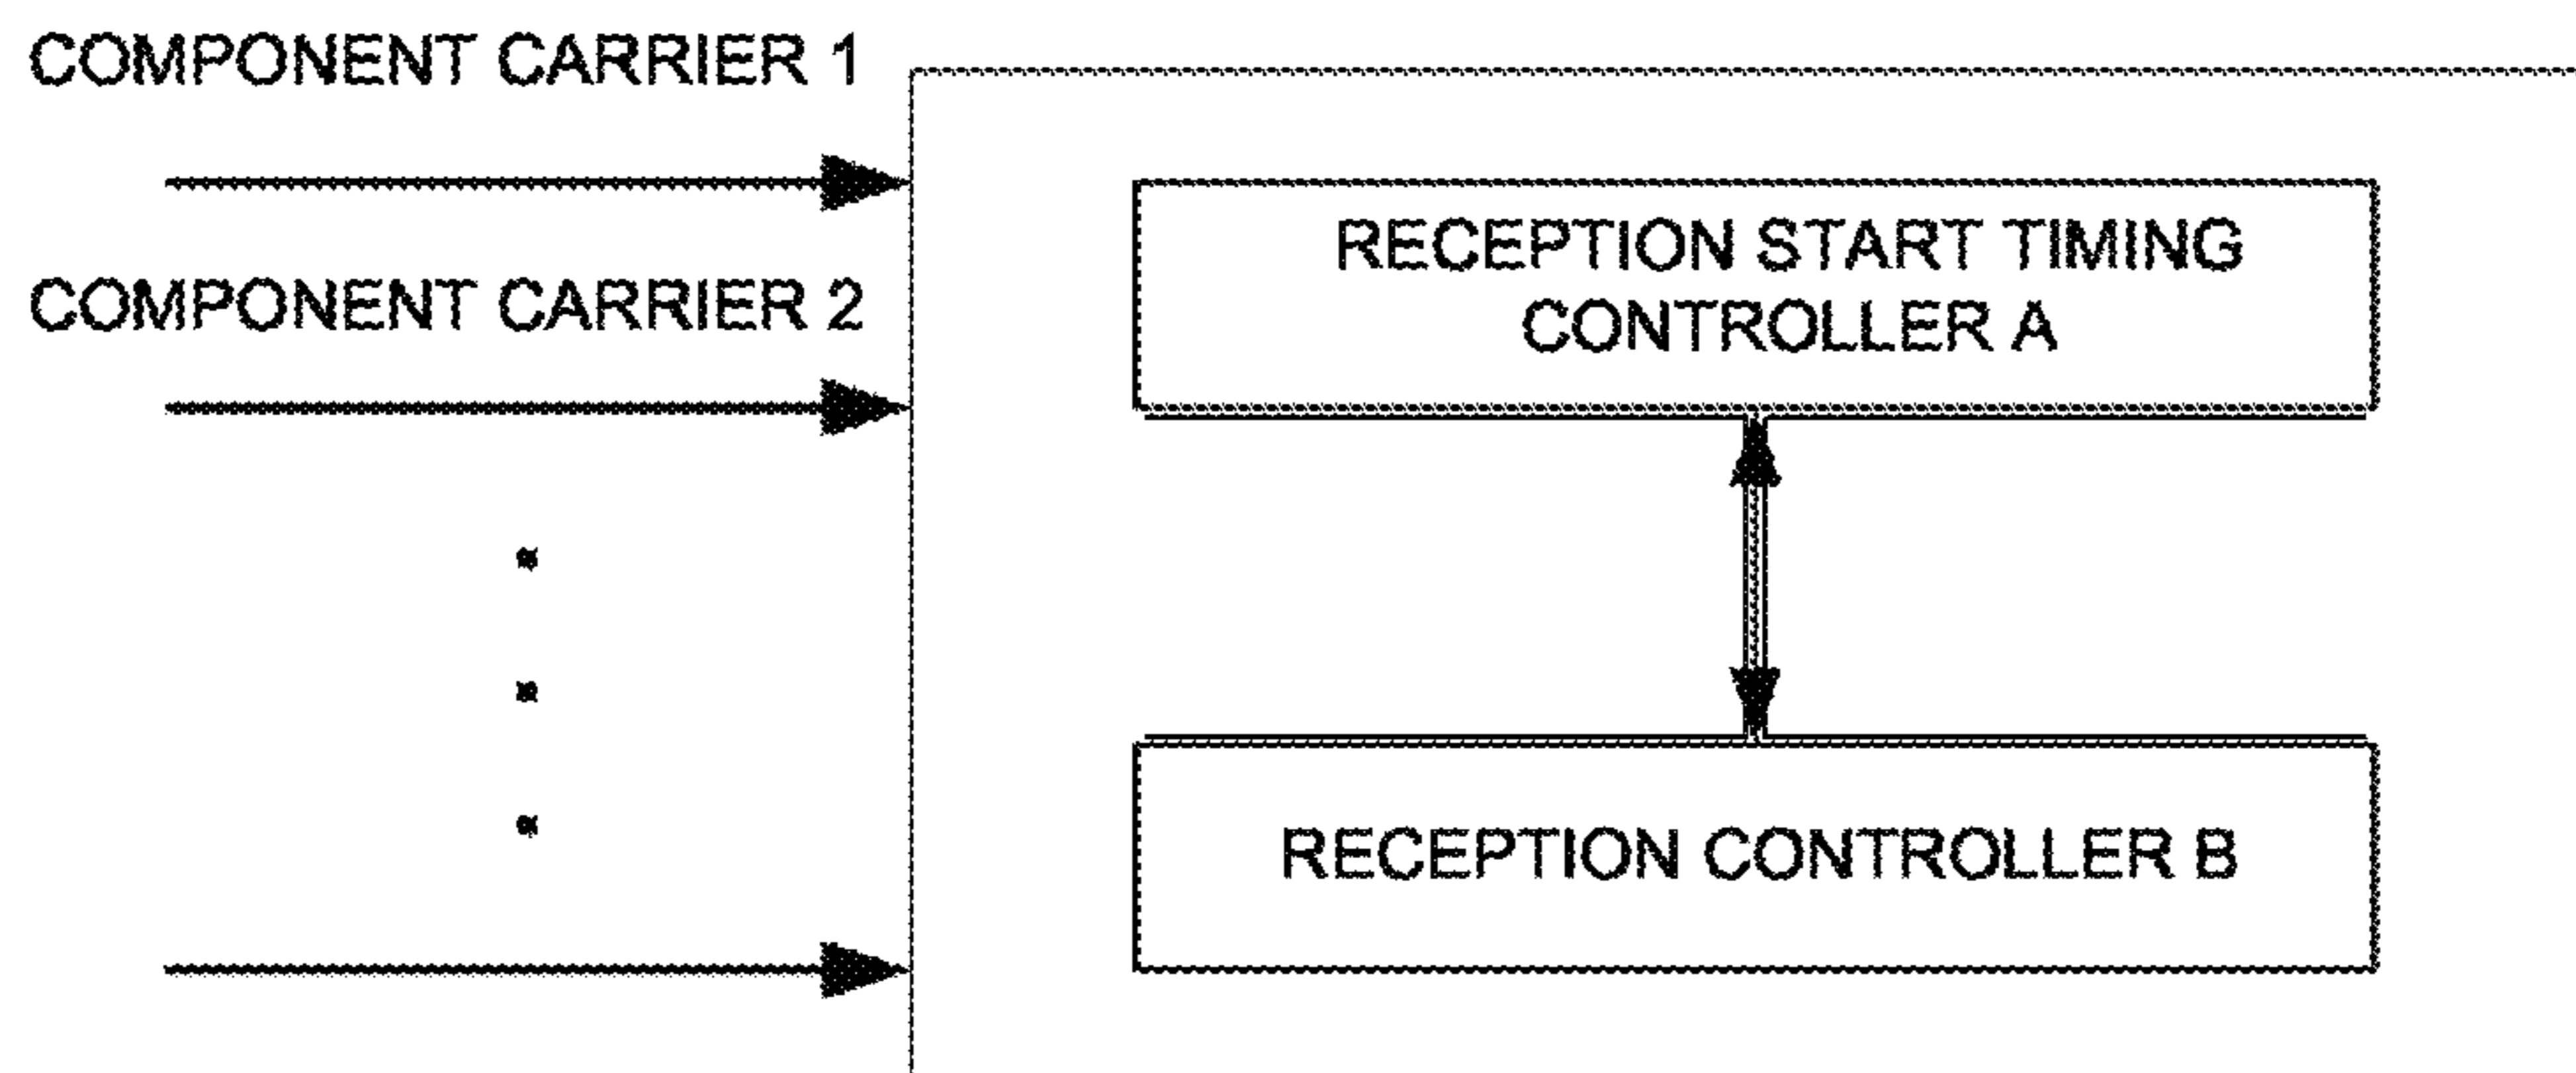 COMPONENT CARRIER 1
COMPONENT CARRIER 2
RECEPTION START TIMING
CONTROLLER A
RECEPTION CONTROLLER B